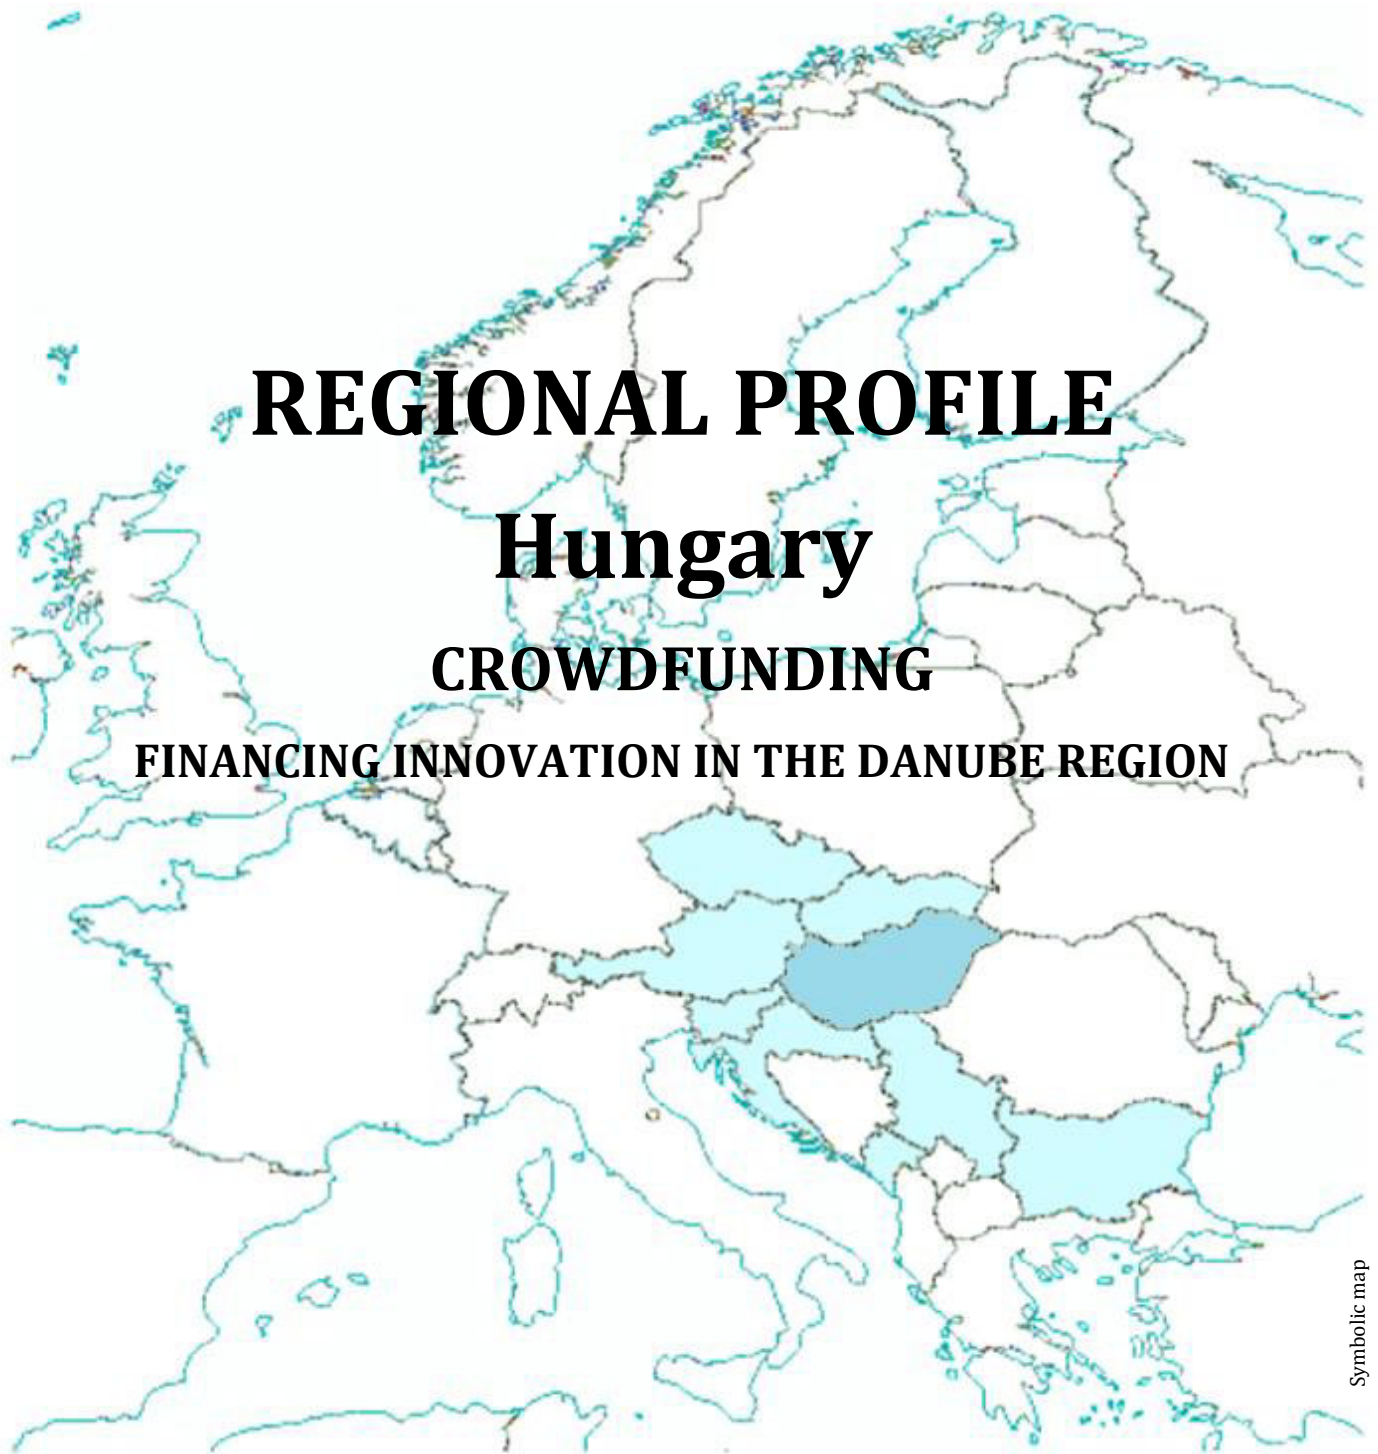 REGIONAL PROFILE
Hungary
CROWDFUNDING
FINANCING INNOVATION IN THE DANUBE REGION
Symbolic map